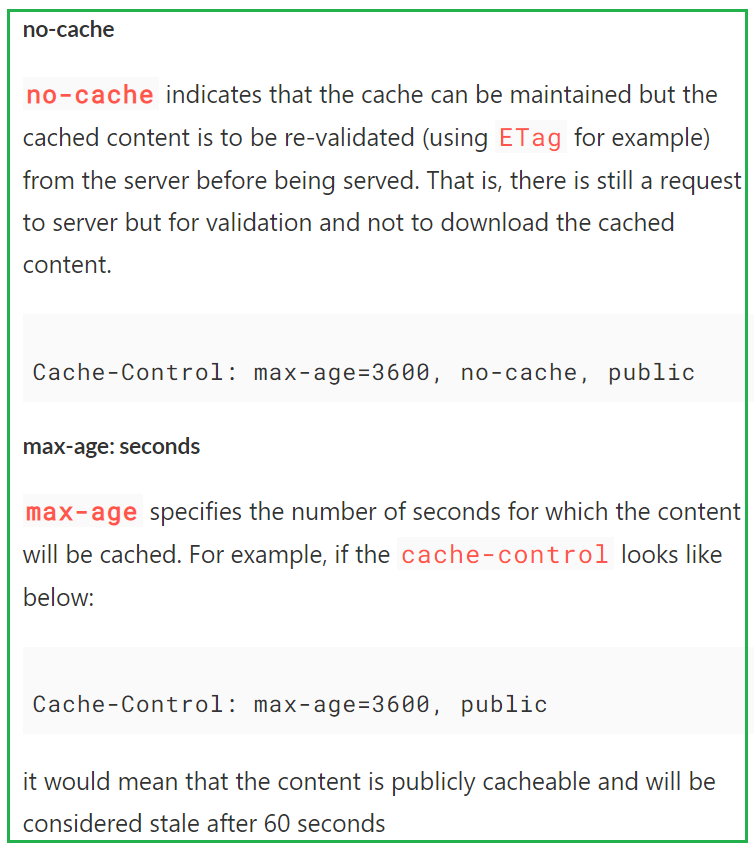 no-cache
no-cache indicates that the cache can be maintained but the
cached content is to be re-validated (using ETag for example)
from the server before being served. That is, there is still a request
to server but for validation and not to download the cached
content.
Cache-Control: max-age=3600, no-cache, public
max-age: seconds
max-age specifies the number of seconds for which the content
will be cached. For example, if the cache-control looks like
below:
Cache-Control: max-age=3600, public
it would mean that the content is publicly cacheable and will be
considered stale after 60 seconds